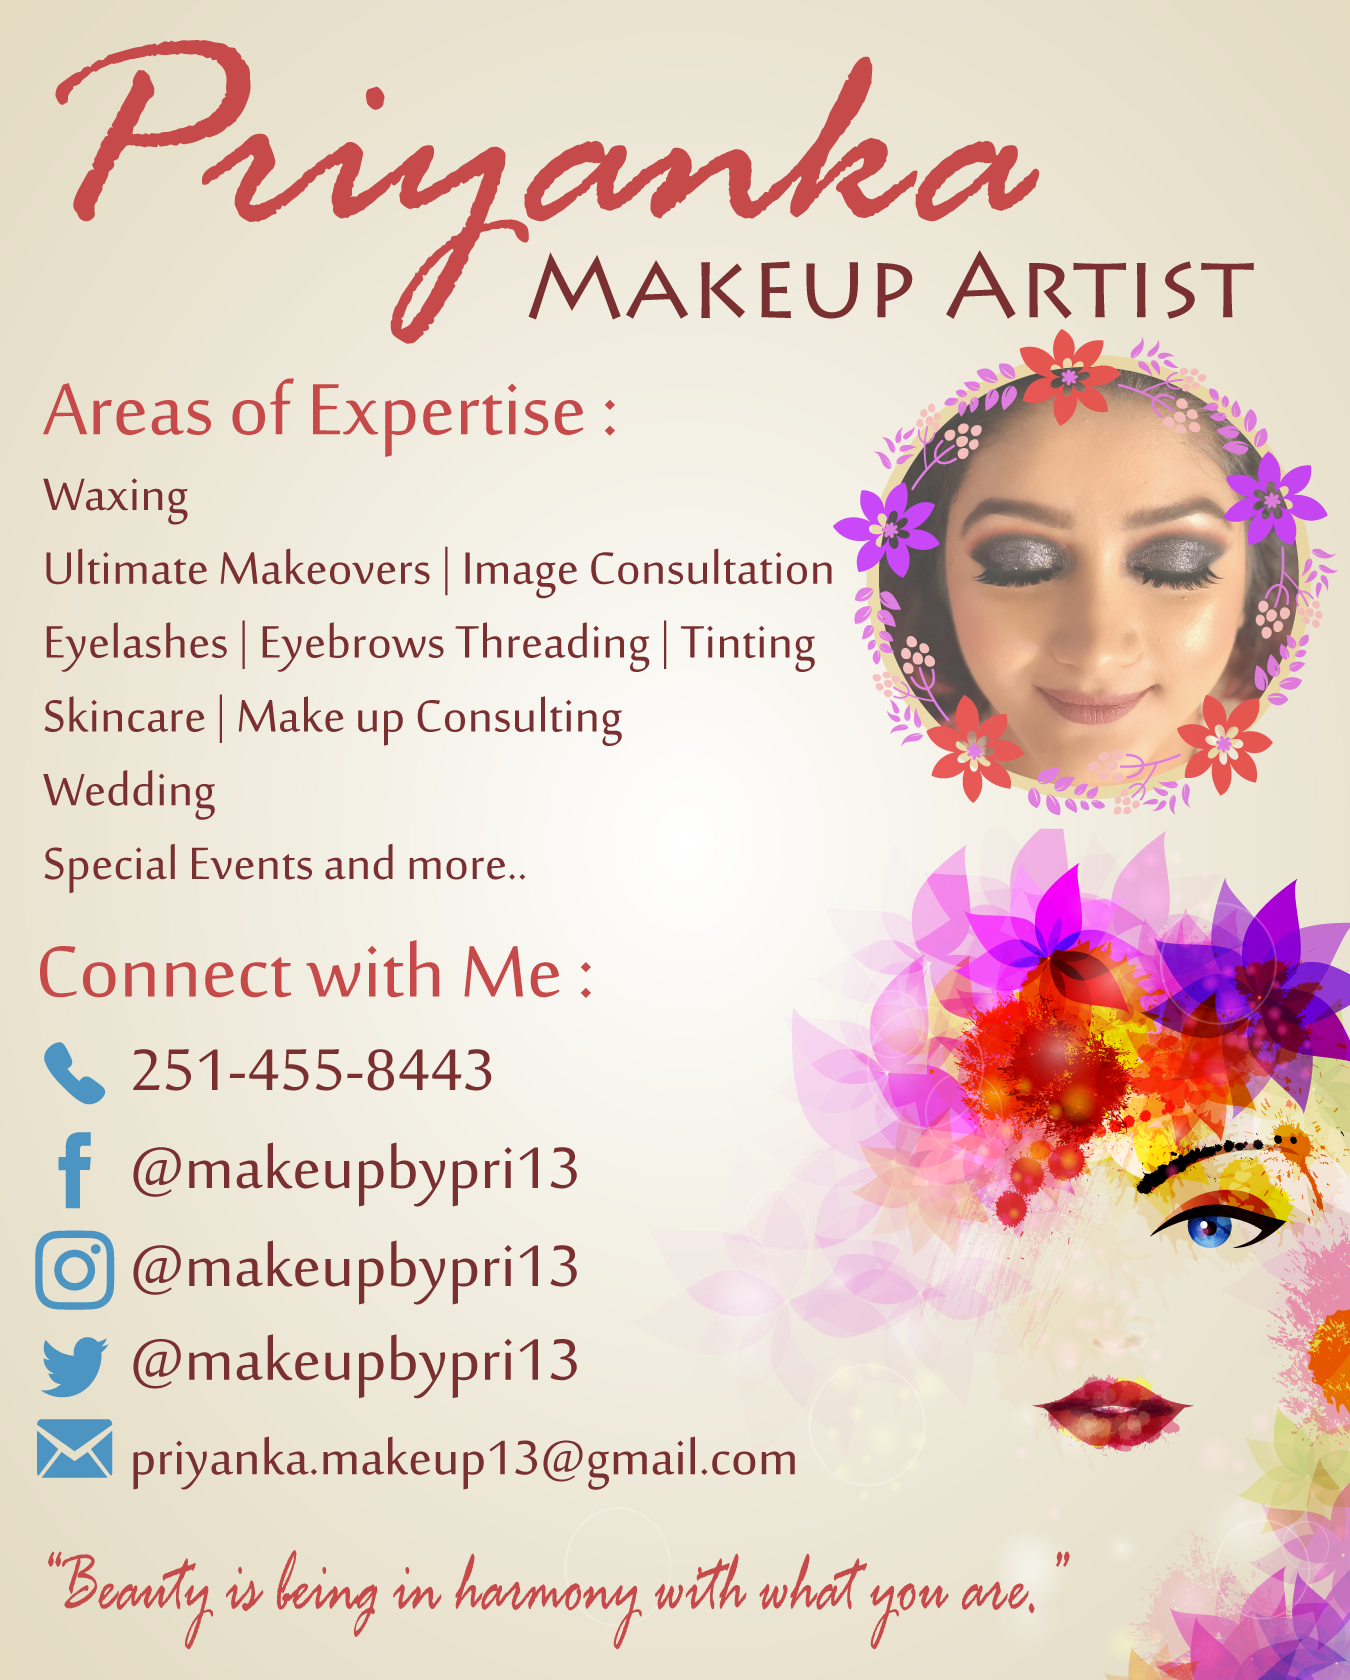 Priyanka
Makeup Artist
Areas of Expertise :
Waxing
Ultimate Makeovers | Image Consultation
Eyelashes | Eyebrows Threading | Tinting
Skincare | Make up Consulting
Wedding
Special Events and more..
Connect with Me :
251-455-8443
@makeupbypri13
@makeupbypri13
@makeupbypri13
priyanka.makeup13@gmail.com
“Beauty is being in harmony with what you are.”